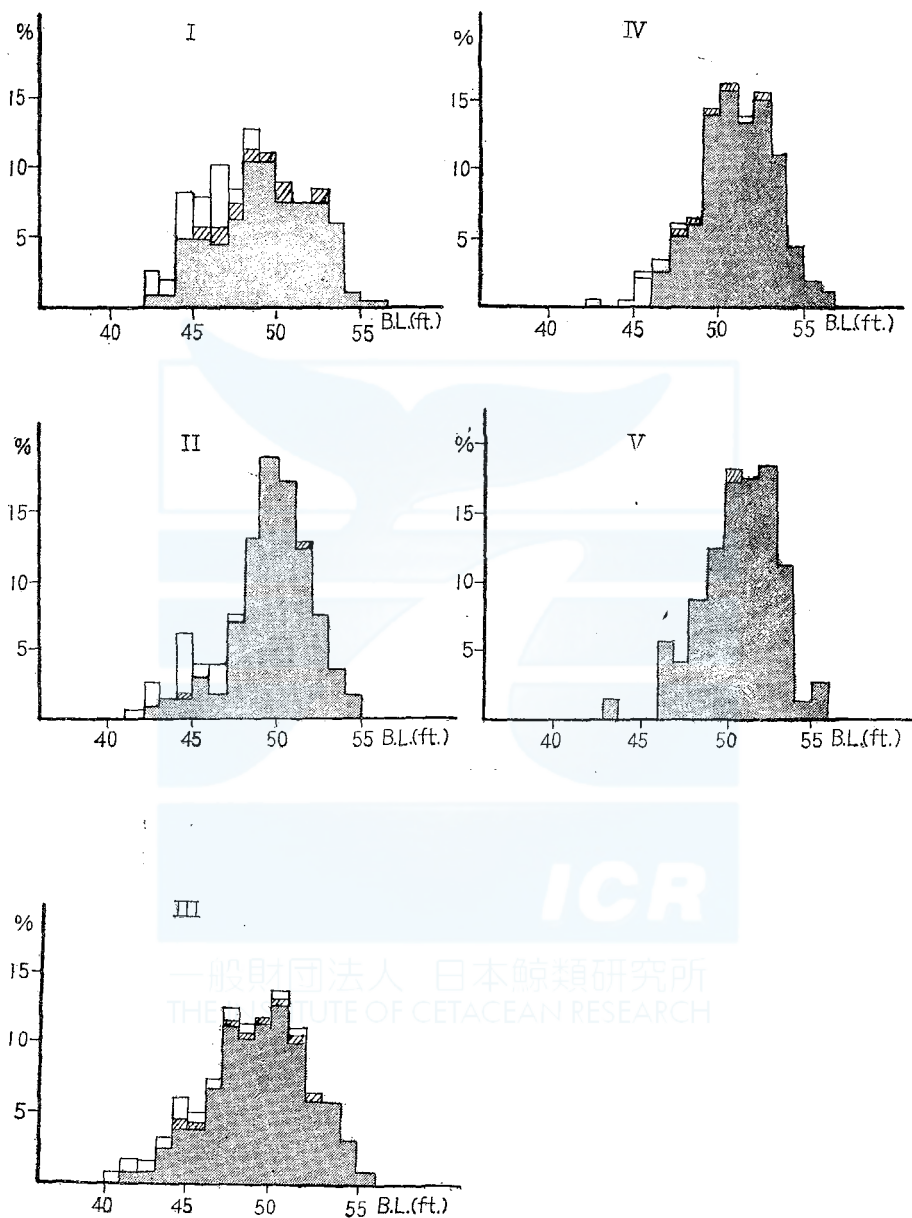 %
I
15
10
5
40 45 50 55 B.L.(ft.)
%
IV
15
10
5
40 45 50 55 B.L.(ft.)
%
II
15
10
5
40 45 50 55 B.L.(ft.)
%
V
15
10
5
40 45 50 55 B.L.(ft.)
%
III
15
10
5
40 45 50 55 B.L.(ft.)
ICR
一般財団法人 日本鯨類研究所
THE INSTITUTE OF CETACEAN RESEARCH